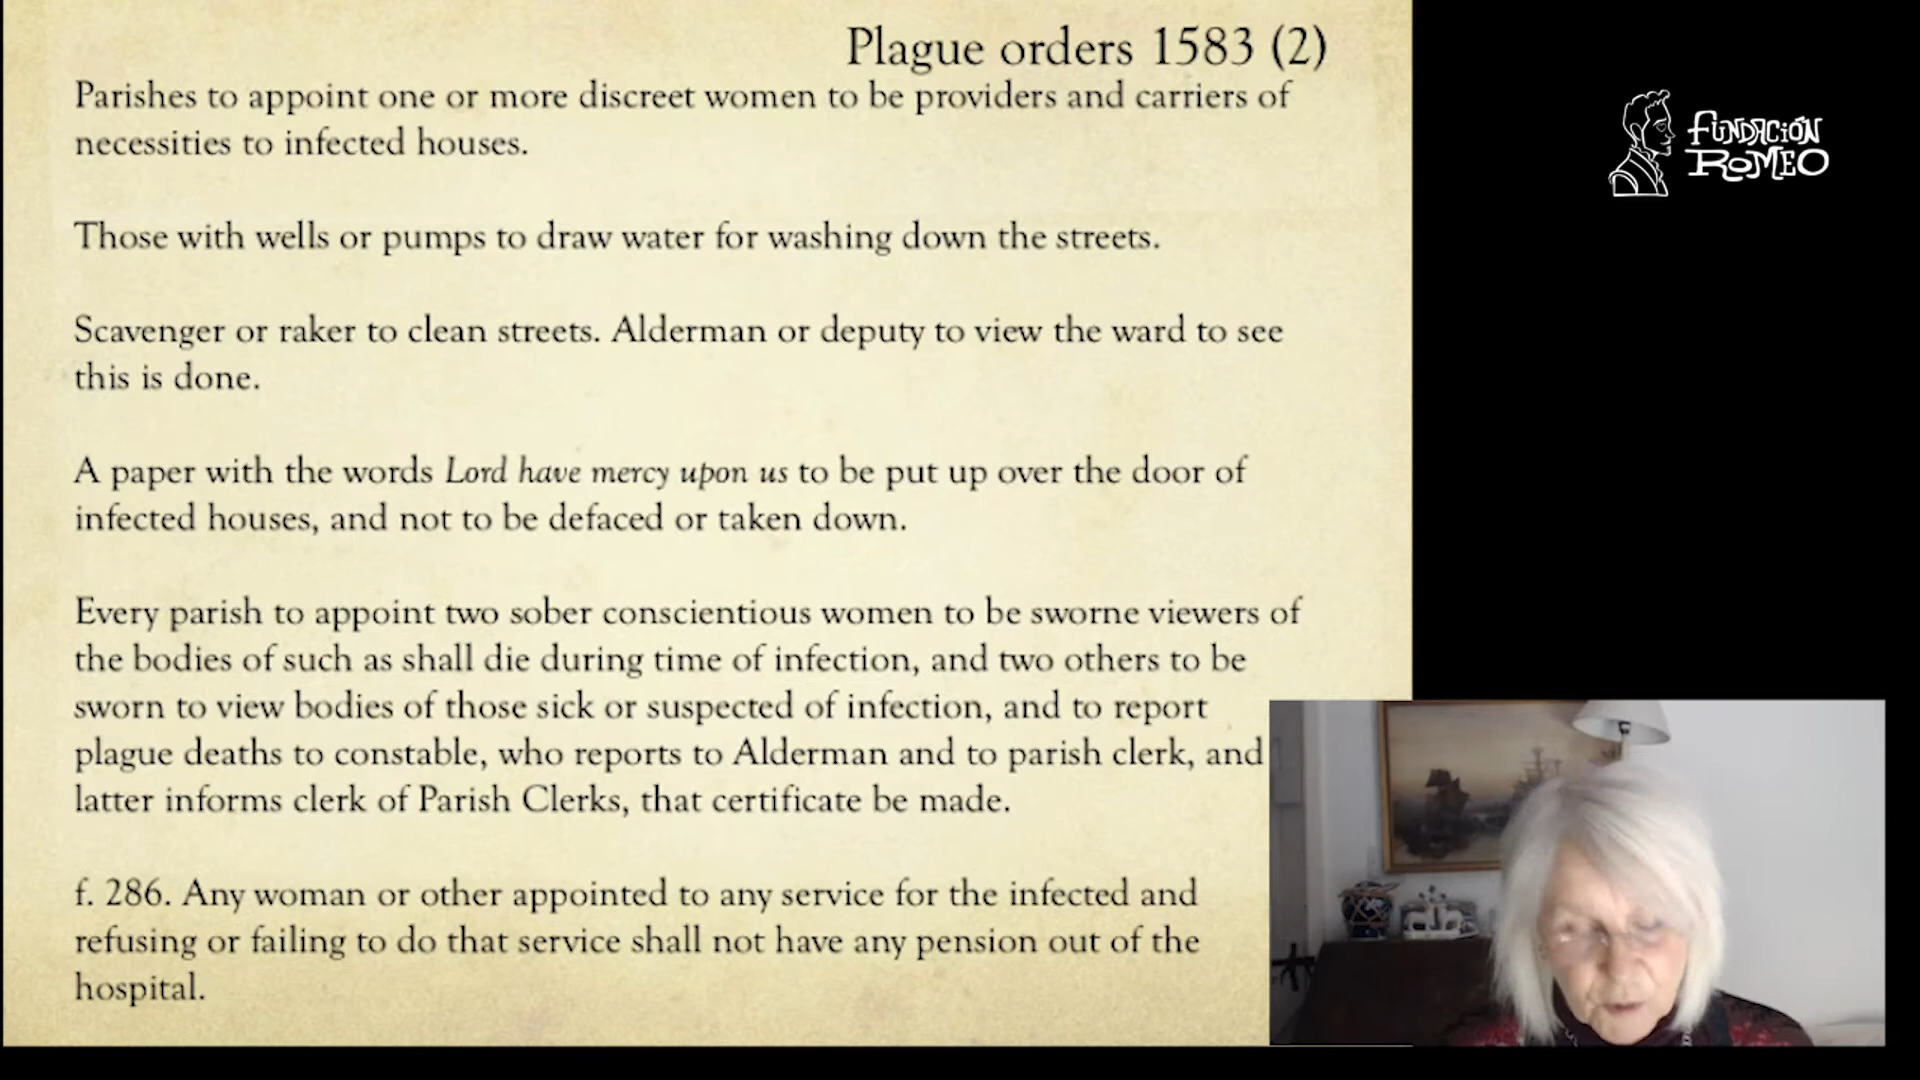 Plague orders 1583 (2)
Parishes to appoint one or more discreet women to be providers and carriers of
necessities to infected houses.
Those with wells or pumps to draw water for washing down the streets.
Scavenger or raker to clean streets. Alderman or deputy to view the ward to see
this is done.
A paper with the words Lord have mercy upon us to be put up over the door of
infected houses, and not to be defaced or taken down.
Every parish to appoint two sober conscientious women to be sworne viewers of
the bodies of such as shall die during time of infection, and two others to be
sworn to view bodies of those sick or suspected of infection, and to report
plague deaths to constable, who reports to Alderman and to parish clerk, and
latter informs clerk of Parish Clerks, that certificate be made.
f. 286. Any woman or other appointed to any service for the infected and
refusing or failing to do that service shall not have any pension out of the
hospital.
FUNDACIÓN
ROMEO